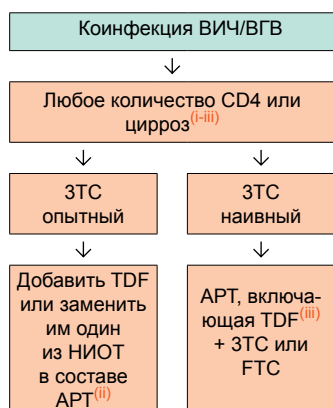 Коинфекция ВИЧ/ВГВ
Любое количество CD4 или
цирроз(i-iii)
3TC
опытный
3TC
наивный
Добавить TDF
или заменить
им один
из НИОТ
в составе
АРТ(ii)
АРТ, включа-
ющая TDF(iii)
+ 3TC или
FTC